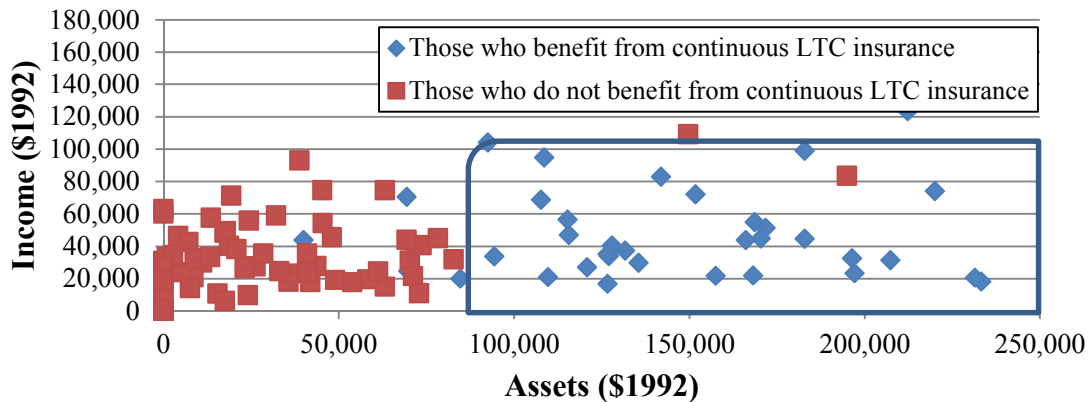 180,000
160,000
140,000
120,000
100,000
80,000
60,000
40,000
20,000
0
Income ($1992)
Those who benefit from continuous LTC insurance
Those who do not benefit from continuous LTC insurance
0 50,000 100,000 150,000 200,000 250,000
Assets ($1992)